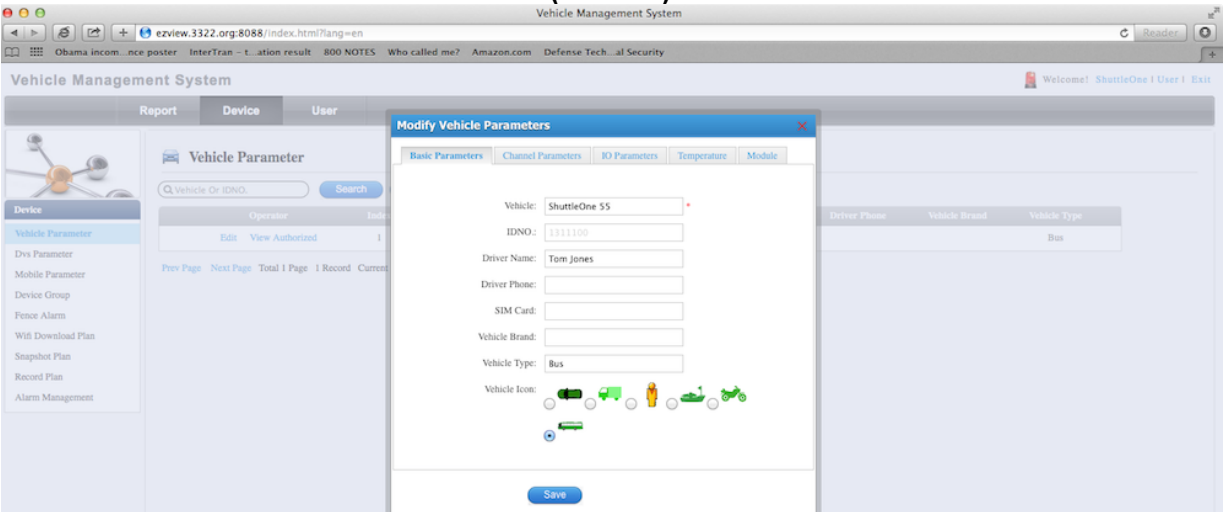 Vehicle Management System
ezview.3322.org:8088/index.html?lang=en
Reader
Obama incom...nce poster InterTran – t...ation result 800 NOTES Who called me? Amazon.com Defense Tech...al Security
Vehicle Management System
Welcome! ShuttleOne | User | Exit
Report Device User
Modify Vehicle Parameters
Basic Parameters Channel Parameters IO Parameters Temperature Module
Vehicle Parameter
Vehicle Or IDNO. Search
Device
Operator Index Driver Phone Vehicle Brand Vehicle Type
Edit View Authorized 1 Bus
Prev Page Next Page Total 1 Page 1 Record Current
Vehicle Parameter
Dvs Parameter
Mobile Parameter
Device Group
Fence Alarm
Wifi Download Plan
Snapshot Plan
Record Plan
Alarm Management
Vehicle: ShuttleOne 55 *
IDNO.: 1311100
Driver Name: Tom Jones
Driver Phone:
SIM Card:
Vehicle Brand:
Vehicle Type: Bus
Vehicle Icon:
Save